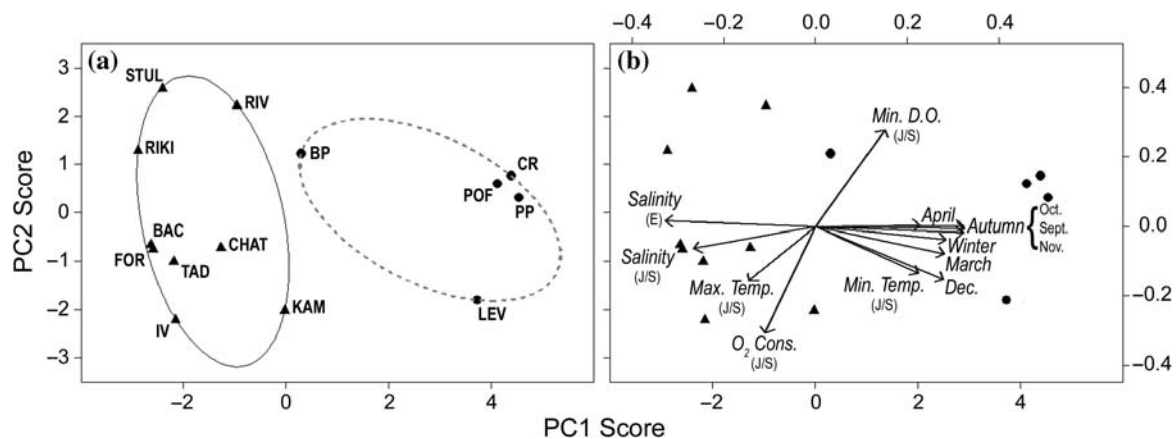 −0.4 −0.2 0.0 0.2 0.4
(a) (b)
3 2 1 0 −1 −2 −3
PC2 Score
STUL
RIV
RIKI
BP
CR
POF
PP
BAC
FOR
CHAT
TAD
IV
KAM
LEV
Min. D.O.
(J/S)
Salinity
(E)
April
Autumn { Oct.
Sept.
Nov.
Winter
March
Salinity
(J/S)
Max. Temp.
(J/S)
Min. Temp.
(J/S)
Dec.
O2 Cons.
(J/S)
0.4
0.2
0.0
−0.2
−0.4
−2 0 2 4 −2 0 2 4
PC1 Score